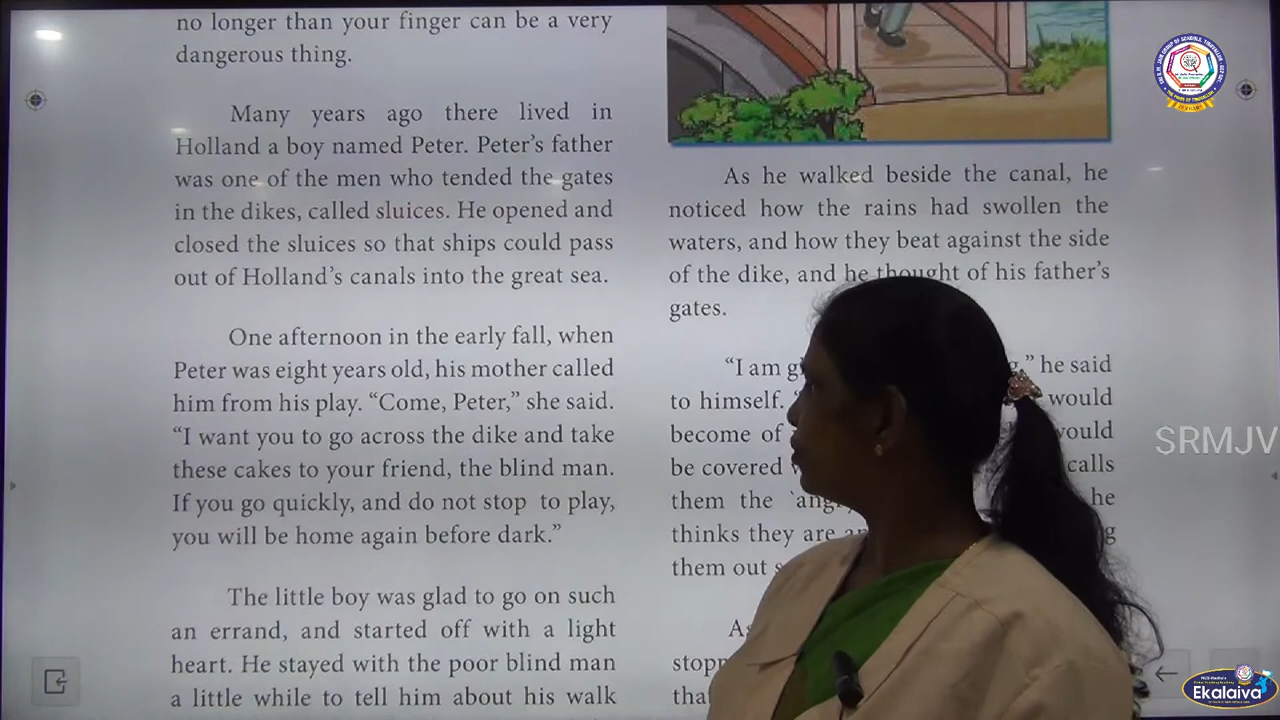 no longer than your finger can be a very
dangerous thing.
Many years ago there lived in
Holland a boy named Peter. Peter's father
was one of the men who tended the gates
in the dikes, called sluices. He opened and
closed the sluices so that ships could pass
out of Holland's canals into the great sea.
One afternoon in the early fall, when
Peter was eight years old, his mother called
him from his play. “Come, Peter,” she said.
“I want you to go across the dike and take
these cakes to your friend, the blind man.
If you go quickly, and do not stop to play,
you will be home again before dark.”
The little boy was glad to go on such
an errand, and started off with a light
heart. He stayed with the poor blind man
a little while to tell him about his walk
As he walked beside the canal, he
noticed how the rains had swollen the
waters, and how they beat against the side
of the dike, and he thought of his father's
gates.
“I am ” he said
to himself. would
become of would
be covered calls
them the he
thinks they are
them out
SRMJV
Ekalaiva